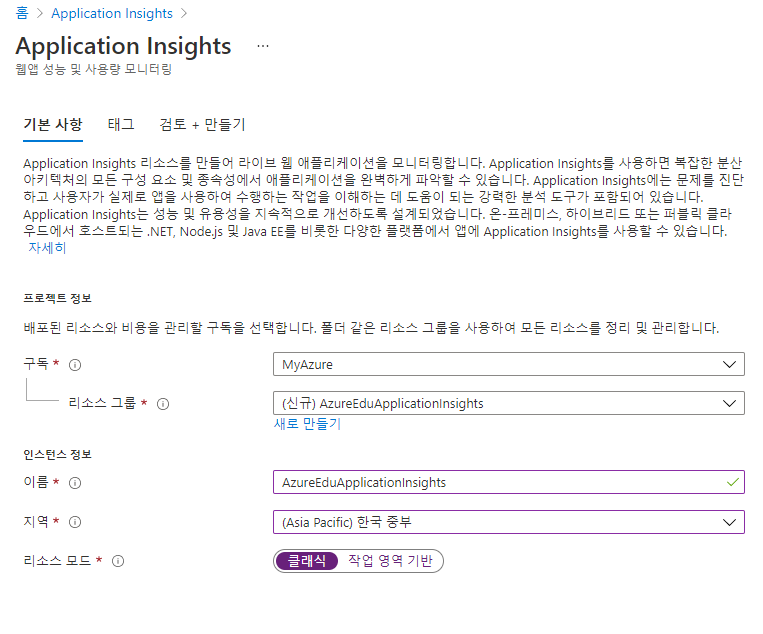 홈 > Application Insights >
Application Insights ...
웹앱 성능 및 사용량 모니터링
기본 사항 태그 검토 + 만들기
Application Insights 리소스를 만들어 라이브 웹 애플리케이션을 모니터링합니다. Application Insights를 사용하면 복잡한 분산
아키텍처의 모든 구성 요소 및 종속성에서 애플리케이션을 완벽하게 파악할 수 있습니다. Application Insights에는 문제를 진단
하고 사용자가 실제로 앱을 사용하여 수행하는 작업을 이해하는 데 도움이 되는 강력한 분석 도구가 포함되어 있습니다.
Application Insights는 성능 및 유용성을 지속적으로 개선하도록 설계되었습니다. 온-프레미스, 하이브리드 또는 퍼블릭 클라
우드에서 호스트되는 .NET, Node.js 및 Java EE를 비롯한 다양한 플랫폼에서 앱에 Application Insights를 사용할 수 있습니다.
자세히
프로젝트 정보
배포된 리소스와 비용을 관리할 구독을 선택합니다. 폴더 같은 리소스 그룹을 사용하여 모든 리소스를 정리 및 관리합니다.
구독 * MyAzure
리소스 그룹 * (신규) AzureEduApplicationInsights
새로 만들기
인스턴스 정보
이름 * AzureEduApplicationInsights
지역 * (Asia Pacific) 한국 중부
리소스 모드 * 클래식 작업 영역 기반